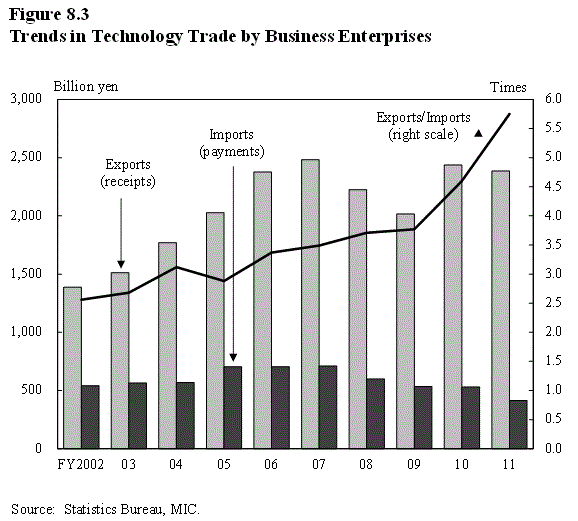 Figure 8.3
Trends in Technology Trade by Business Enterprises
Billion yen
Times
3,000
2,500
2,000
1,500
1,000
500
0
6.0
5.5
5.0
4.5
4.0
3.5
3.0
2.5
2.0
1.5
1.0
0.5
0.0
Exports
(receipts)
Imports
(payments)
Exports/Imports
(right scale)
FY2002 03 04 05 06 07 08 09 10 11
Source: Statistics Bureau, MIC.